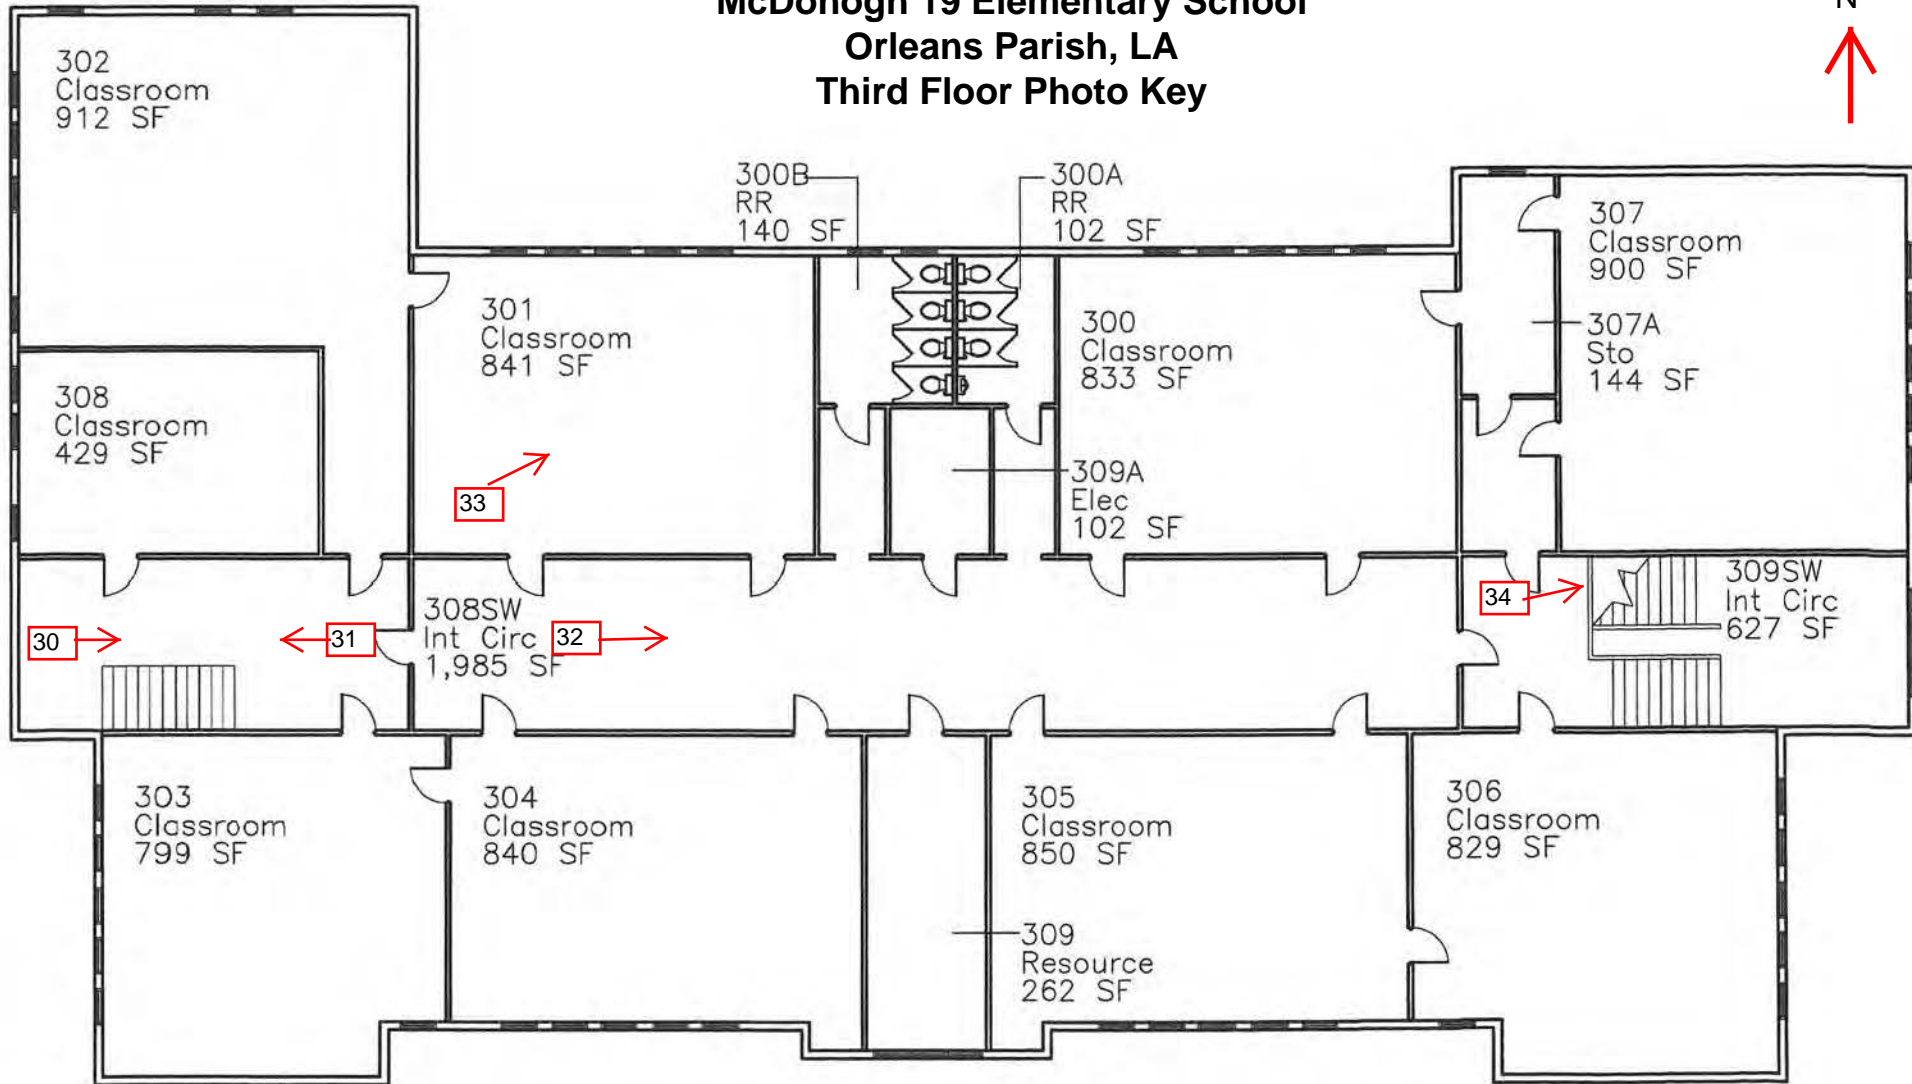 McDonogh 19 Elementary School
Orleans Parish, LA
Third Floor Photo Key
N
302
Classroom
912 SF
300B
RR
140 SF
300A
RR
102 SF
307
Classroom
900 SF
301
Classroom
841 SF
300
Classroom
833 SF
307A
Sto
144 SF
308
Classroom
429 SF
33
309A
Elec
102 SF
30
31
308SW
Int Circ
1,985 SF
32
34
309SW
Int Circ
627 SF
303
Classroom
799 SF
304
Classroom
840 SF
305
Classroom
850 SF
306
Classroom
829 SF
309
Resource
262 SF